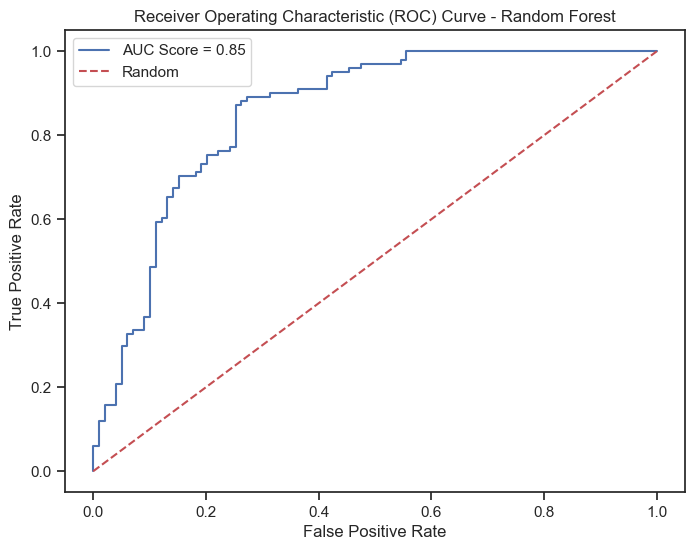 Receiver Operating Characteristic (ROC) Curve - Random Forest
AUC Score = 0.85
Random
True Positive Rate
1.0
0.8
0.6
0.4
0.2
0.0
0.0 0.2 0.4 0.6 0.8 1.0
False Positive Rate